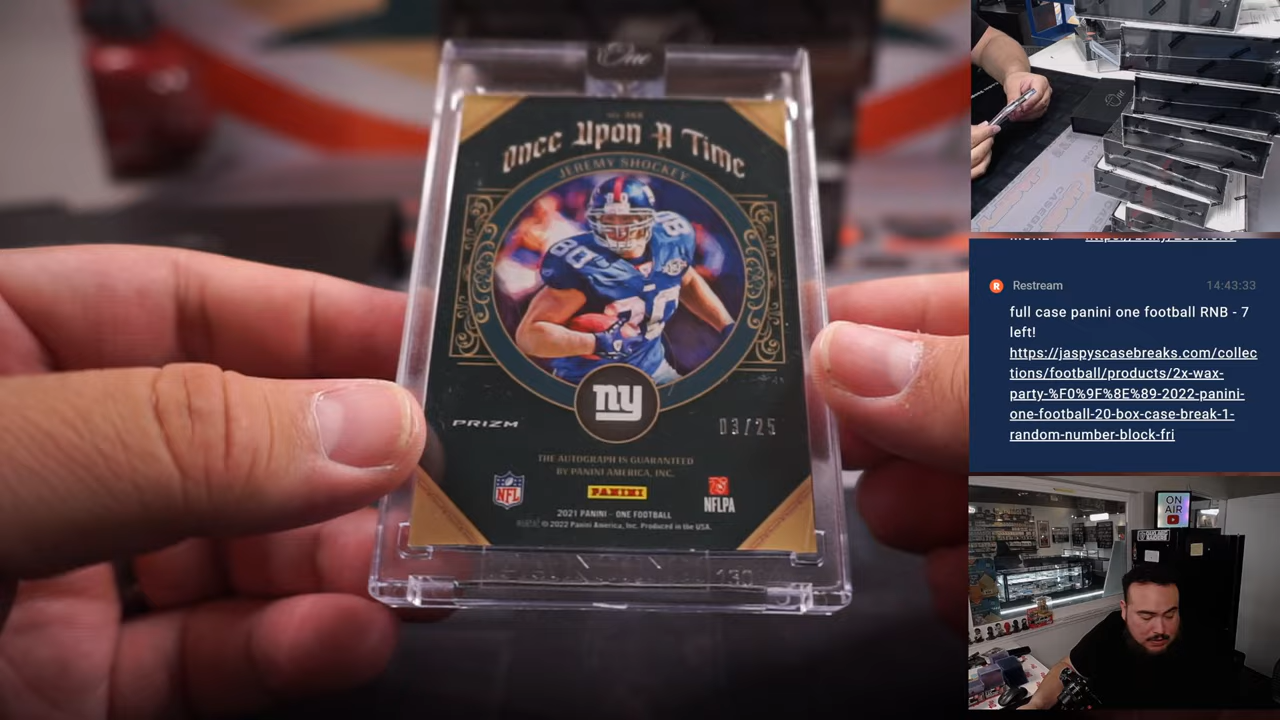 One
Once Upon A Time
JEREMY SHOCKEY
80
80
ny
PRIZM
03/25
THE AUTOGRAPH IS GUARANTEED
BY PANINI AMERICA, INC.
NFL
PANINI
NFLPA
2021 PANINI - ONE FOOTBALL
© 2022 Panini America, Inc. Produced in the USA.
130
R Restream 14:43:33
full case panini one football RNB - 7
left!
https://jaspyscasebreaks.com/collec
tions/football/products/2x-wax-
party-%F0%9F%8E%89-2022-panini-
one-football-20-box-case-break-1-
random-number-block-fri
ON
AIR